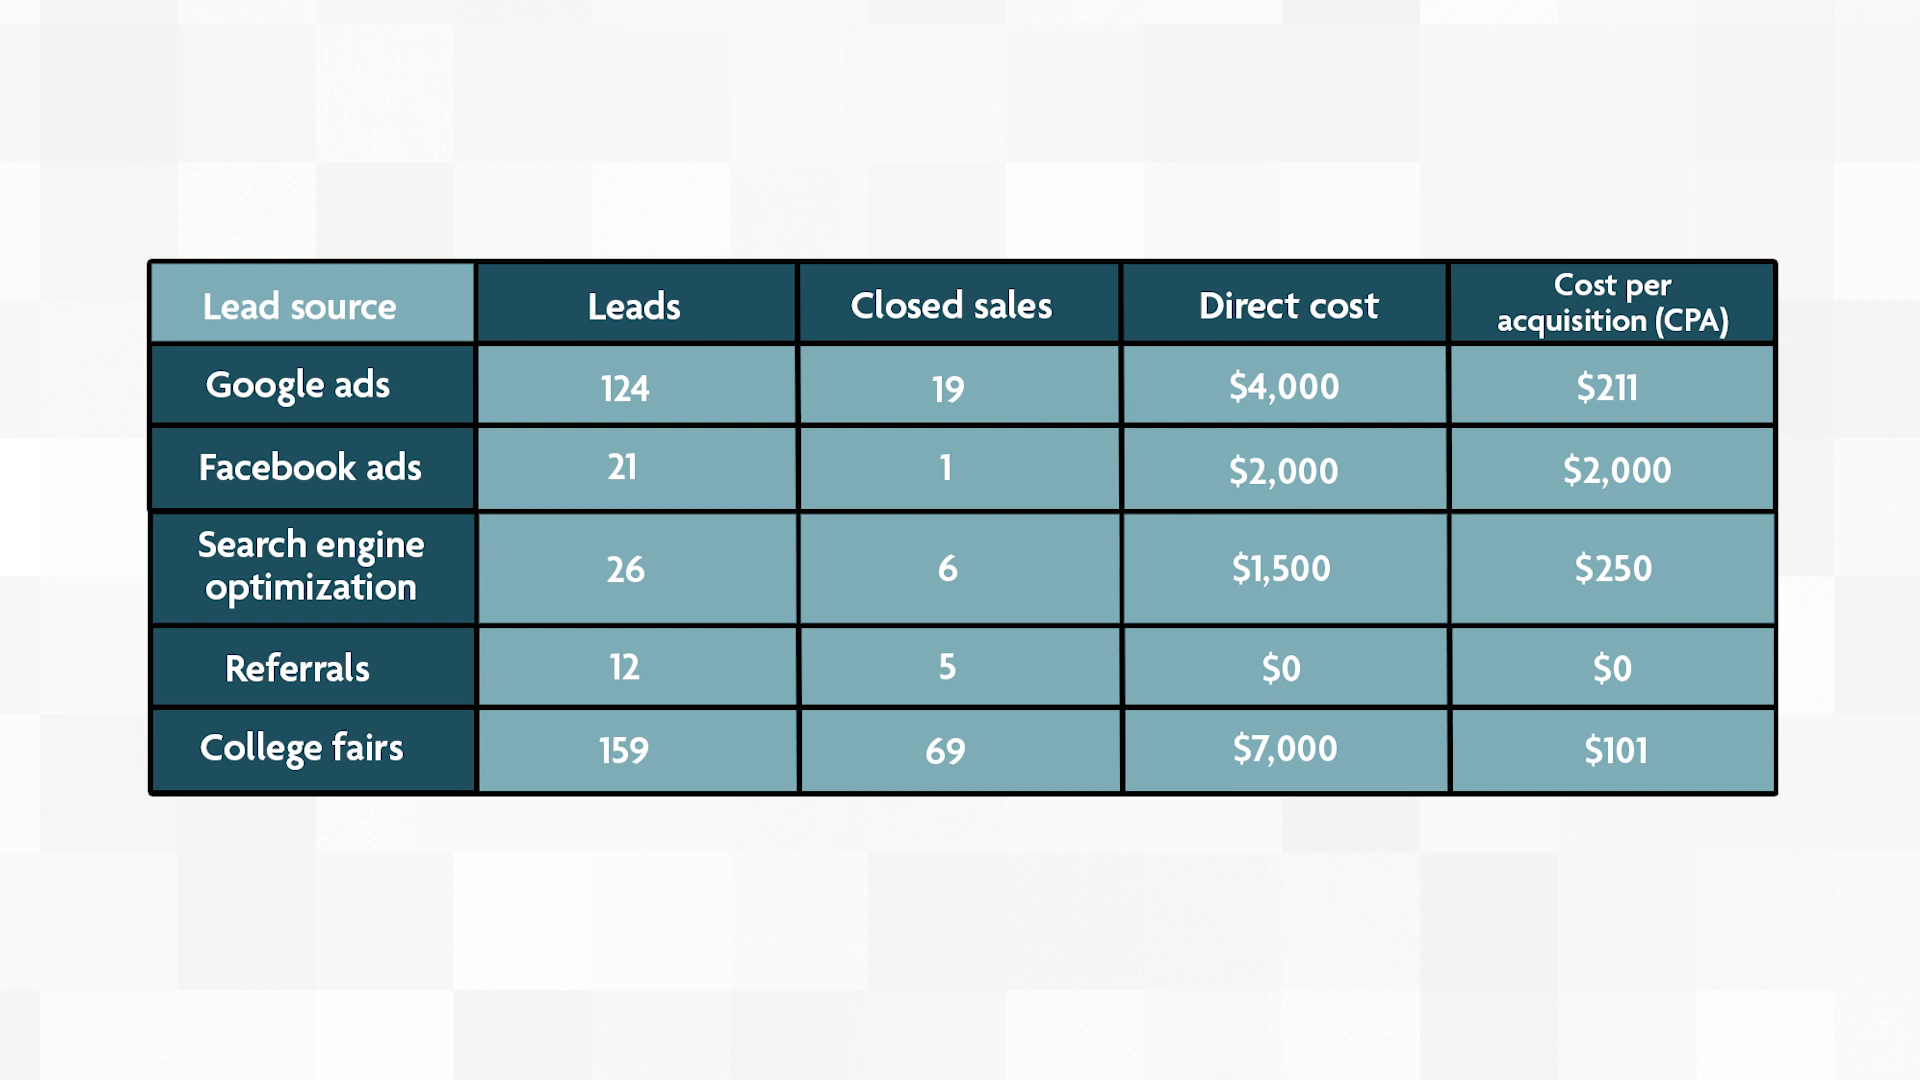 Lead source
Leads
Closed sales
Direct cost
Cost per
acquisition (CPA)
Google ads
124
19
$4,000
$211
Facebook ads
21
1
$2,000
$2,000
Search engine
optimization
26
6
$1,500
$250
Referrals
12
5
$0
$0
College fairs
159
69
$7,000
$101